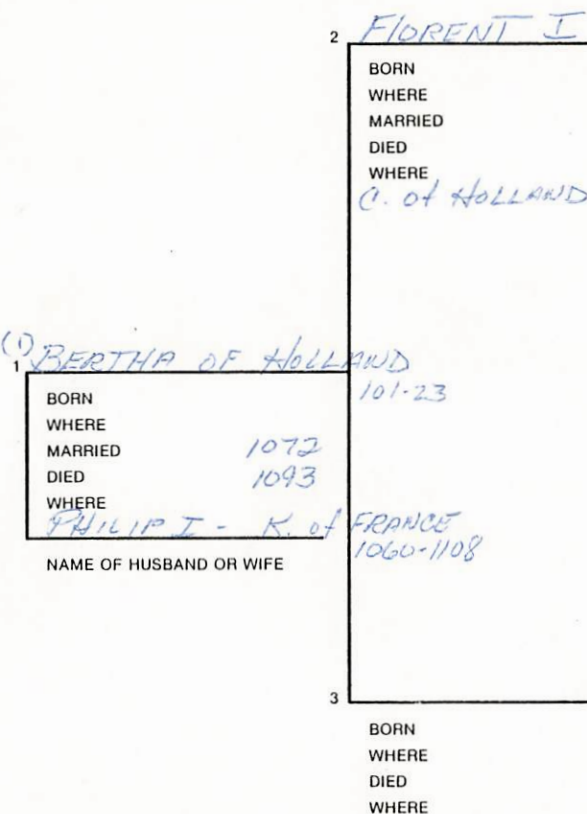 2 FLORENT I
BORN
WHERE
MARRIED
DIED
WHERE
C. of HOLLAND
(1)
1 BERTHA OF HOLLAND
101-23
BORN
WHERE
MARRIED 1072
DIED 1093
WHERE
PHILIP I - K. of FRANCE
1060-1108
NAME OF HUSBAND OR WIFE
3
BORN
WHERE
DIED
WHERE